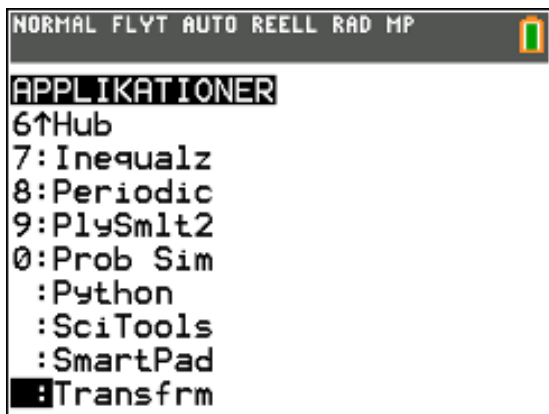 NORMAL FLYT AUTO REELL RAD MP
APPLIKATIONER
6↑Hub
7:Inequalz
8:Periodic
9:PlySmlt2
0:Prob Sim
:Python
:SciTools
:SmartPad
:Transfrm